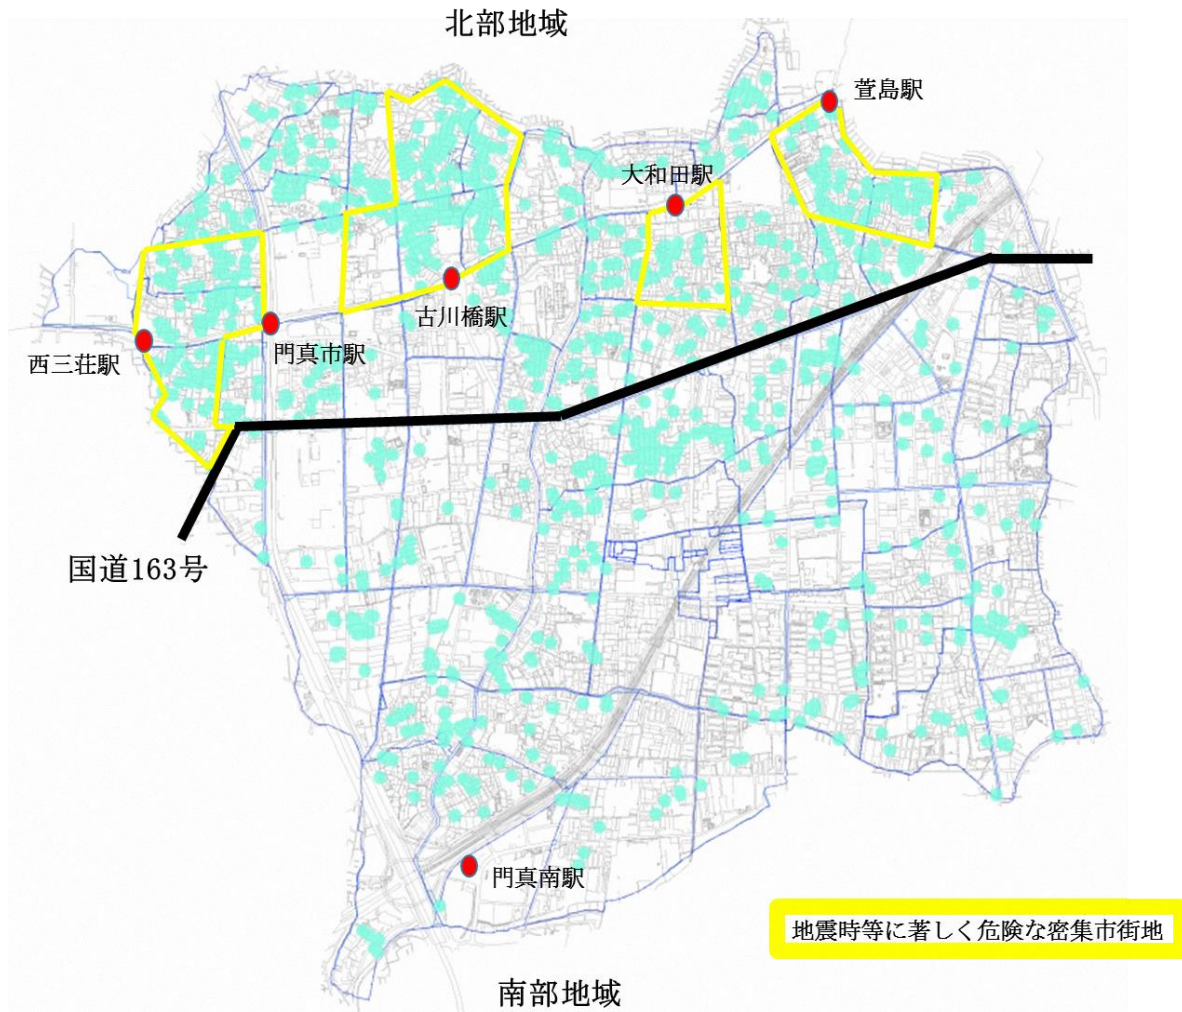 北部地域
萱島駅
大和田駅
古川橋駅
門真市駅
西三荘駅
国道163号
門真南駅
地震時等に著しく危険な密集市街地
南部地域